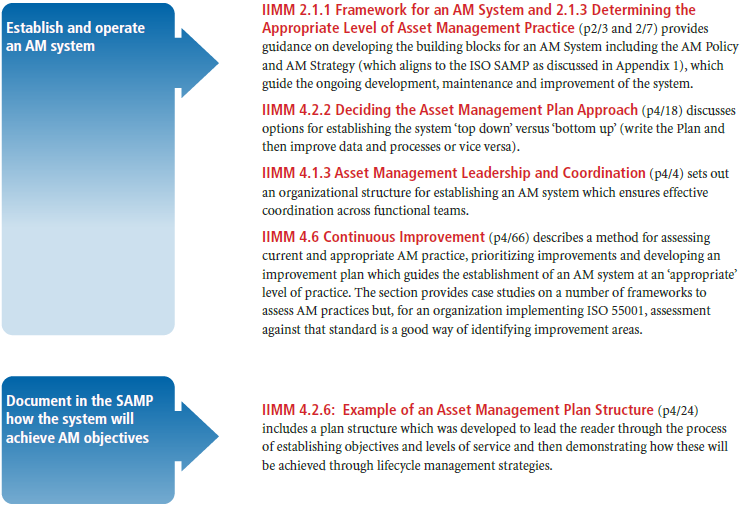 Establish and operate
an AM system
IIMM 2.1.1 Framework for an AM System and 2.1.3 Determining the
Appropriate Level of Asset Management Practice (p2/3 and 2/7) provides
guidance on developing the building blocks for an AM System including the AM Policy
and AM Strategy (which aligns to the ISO SAMP as discussed in Appendix 1), which
guide the ongoing development, maintenance and improvement of the system.
IIMM 4.2.2 Deciding the Asset Management Plan Approach (p4/18) discusses
options for establishing the system ‘top down’ versus ‘bottom up’ (write the Plan and
then improve data and processes or vice versa).
IIMM 4.1.3 Asset Management Leadership and Coordination (p4/4) sets out
an organizational structure for establishing an AM system which ensures effective
coordination across functional teams.
IIMM 4.6 Continuous Improvement (p4/66) describes a method for assessing
current and appropriate AM practice, prioritizing improvements and developing an
improvement plan which guides the establishment of an AM system at an ‘appropriate’
level of practice. The section provides case studies on a number of frameworks to
assess AM practices but, for an organization implementing ISO 55001, assessment
against that standard is a good way of identifying improvement areas.
Document in the SAMP
how the system will
achieve AM objectives
IIMM 4.2.6: Example of an Asset Management Plan Structure (p4/24)
includes a plan structure which was developed to lead the reader through the process
of establishing objectives and levels of service and then demonstrating how these will
be achieved through lifecycle management strategies.